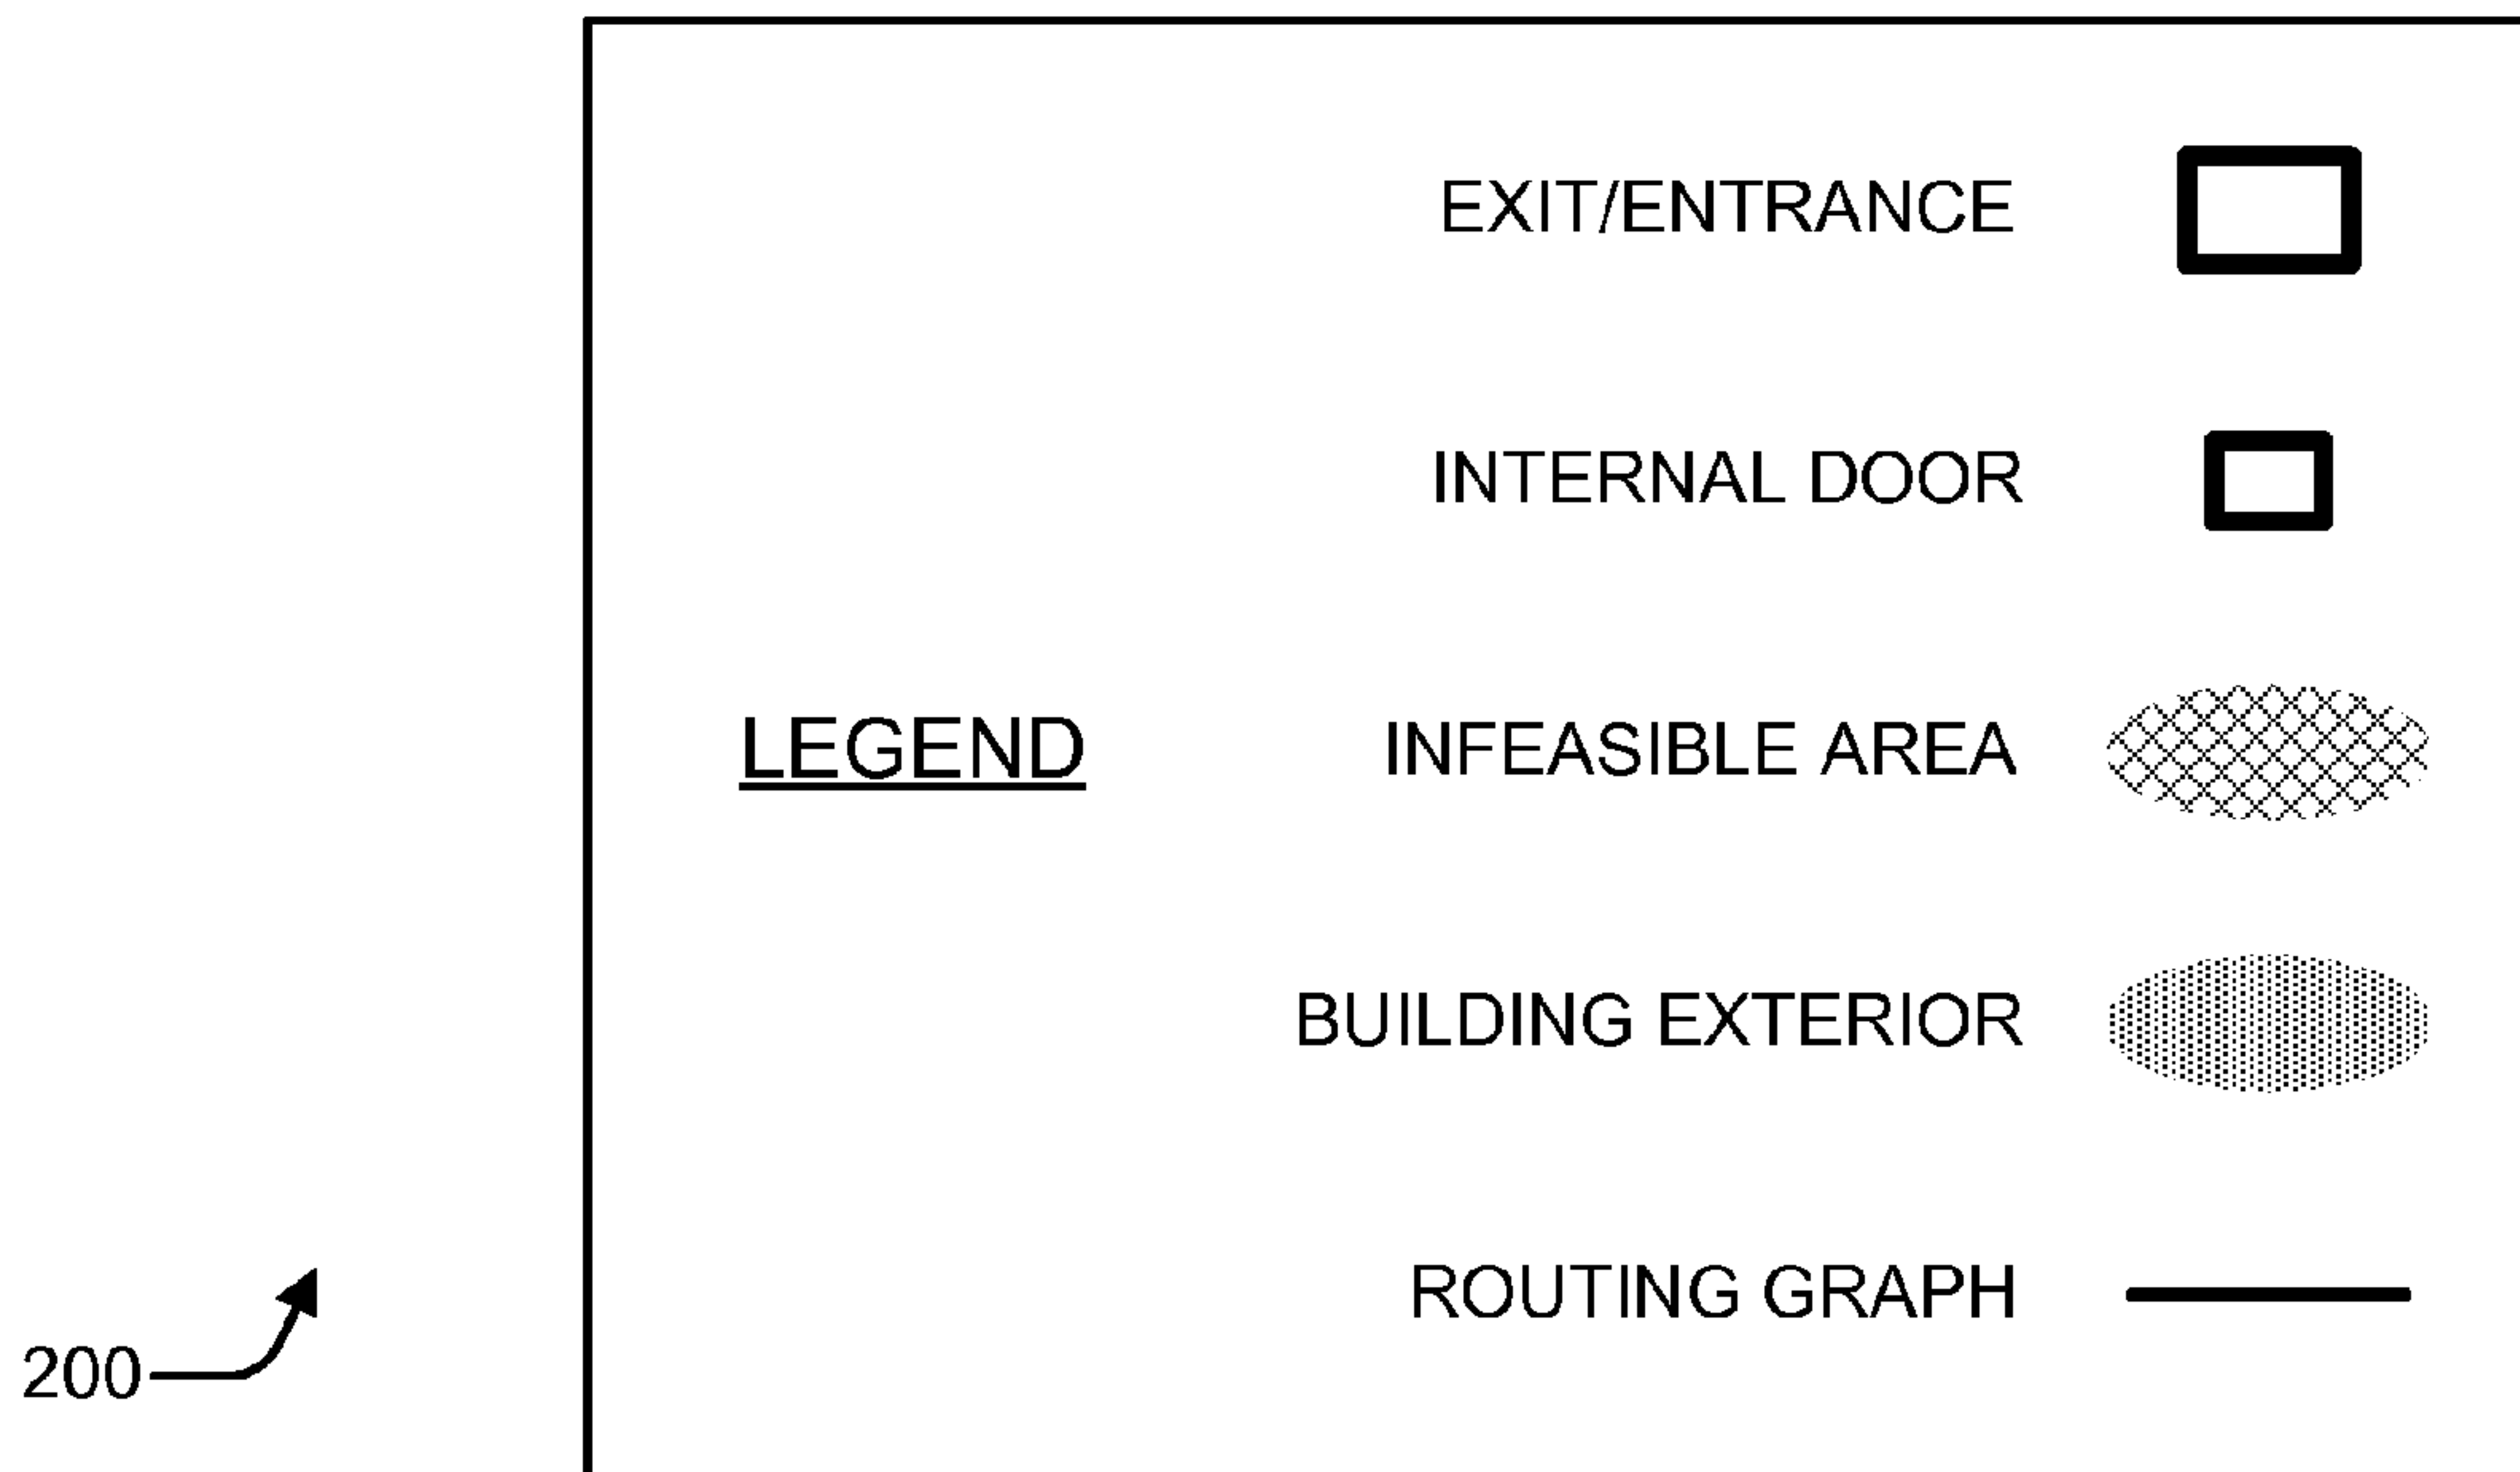 EXIT/ENTRANCE
INTERNAL DOOR
LEGEND
INFEASIBLE AREA
BUILDING EXTERIOR
ROUTING GRAPH
200